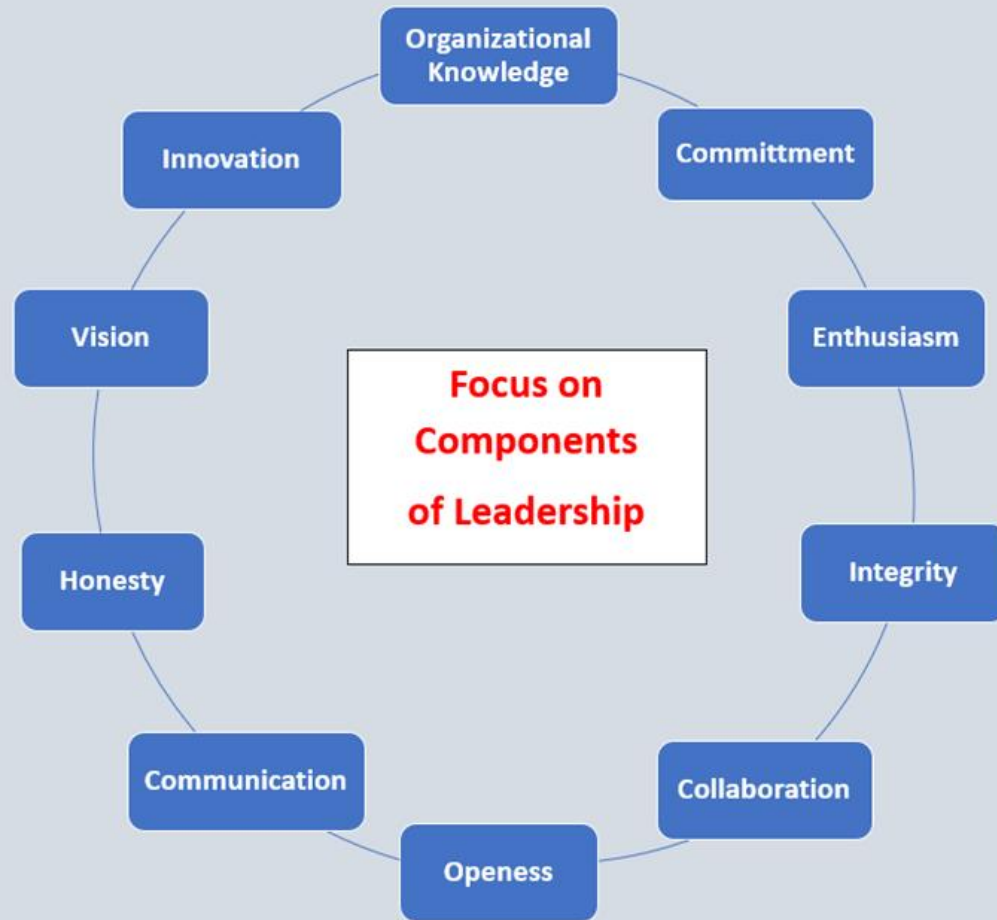 Organizational
Knowledge
Committment
Enthusiasm
Integrity
Collaboration
Openess
Communication
Honesty
Vision
Innovation
Focus on
Components
of Leadership